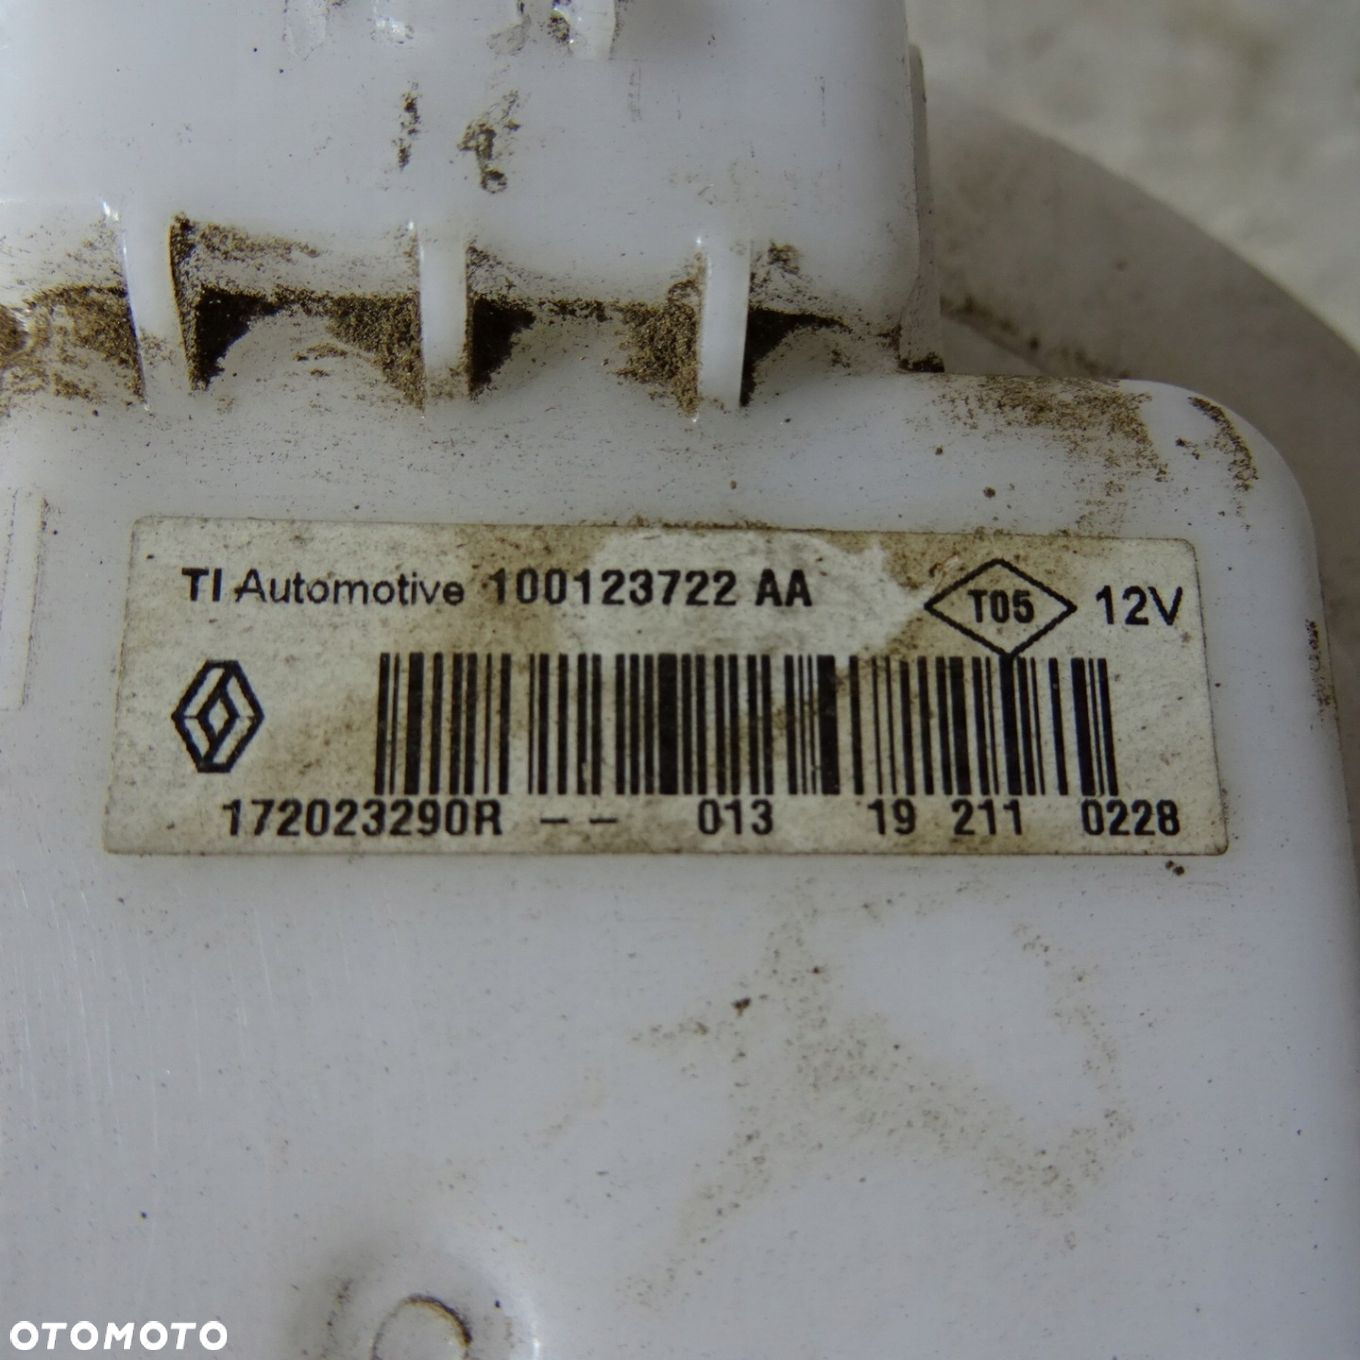 TI Automotive 100123722 AA T05 12V
172023290R -- 013 19 211 0228
OTOMOTO